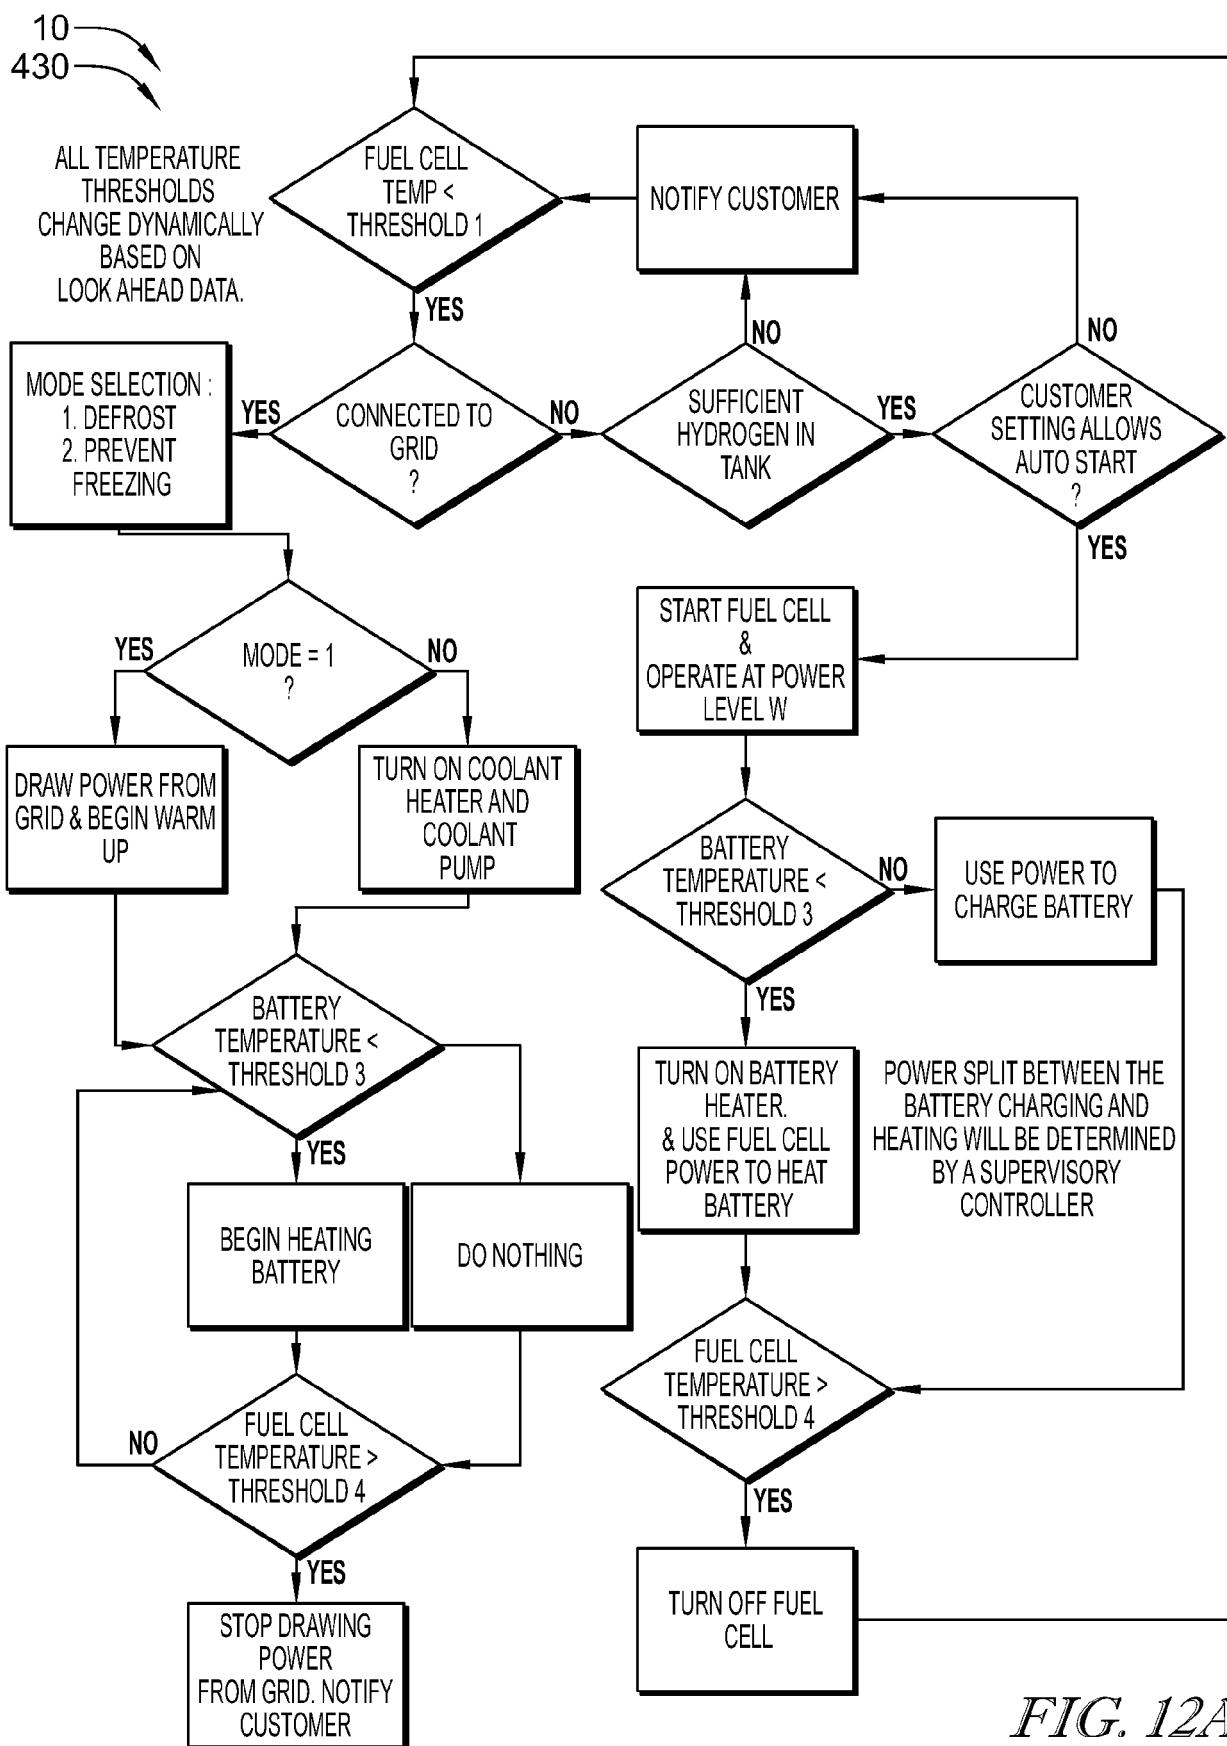 10
430
ALL TEMPERATURE
THRESHOLDS
CHANGE DYNAMICALLY
BASED ON
LOOK AHEAD DATA.
FUEL CELL
TEMP <
THRESHOLD 1
YES
NOTIFY CUSTOMER
MODE SELECTION :
1. DEFROST
2. PREVENT
FREEZING
YES
CONNECTED TO
GRID
?
NO
NO
SUFFICIENT
HYDROGEN IN
TANK
YES
NO
CUSTOMER
SETTING ALLOWS
AUTO START
?
YES
YES
MODE = 1
?
NO
START FUEL CELL
&
OPERATE AT POWER
LEVEL W
DRAW POWER FROM
GRID & BEGIN WARM
UP
TURN ON COOLANT
HEATER AND
COOLANT
PUMP
BATTERY
TEMPERATURE <
THRESHOLD 3
NO
USE POWER TO
CHARGE BATTERY
YES
BATTERY
TEMPERATURE <
THRESHOLD 3
YES
TURN ON BATTERY
HEATER.
& USE FUEL CELL
POWER TO HEAT
BATTERY
POWER SPLIT BETWEEN THE
BATTERY CHARGING AND
HEATING WILL BE DETERMINED
BY A SUPERVISORY
CONTROLLER
BEGIN HEATING
BATTERY
DO NOTHING
FUEL CELL
TEMPERATURE >
THRESHOLD 4
YES
NO
FUEL CELL
TEMPERATURE >
THRESHOLD 4
YES
TURN OFF FUEL
CELL
STOP DRAWING
POWER
FROM GRID. NOTIFY
CUSTOMER
FIG. 12A